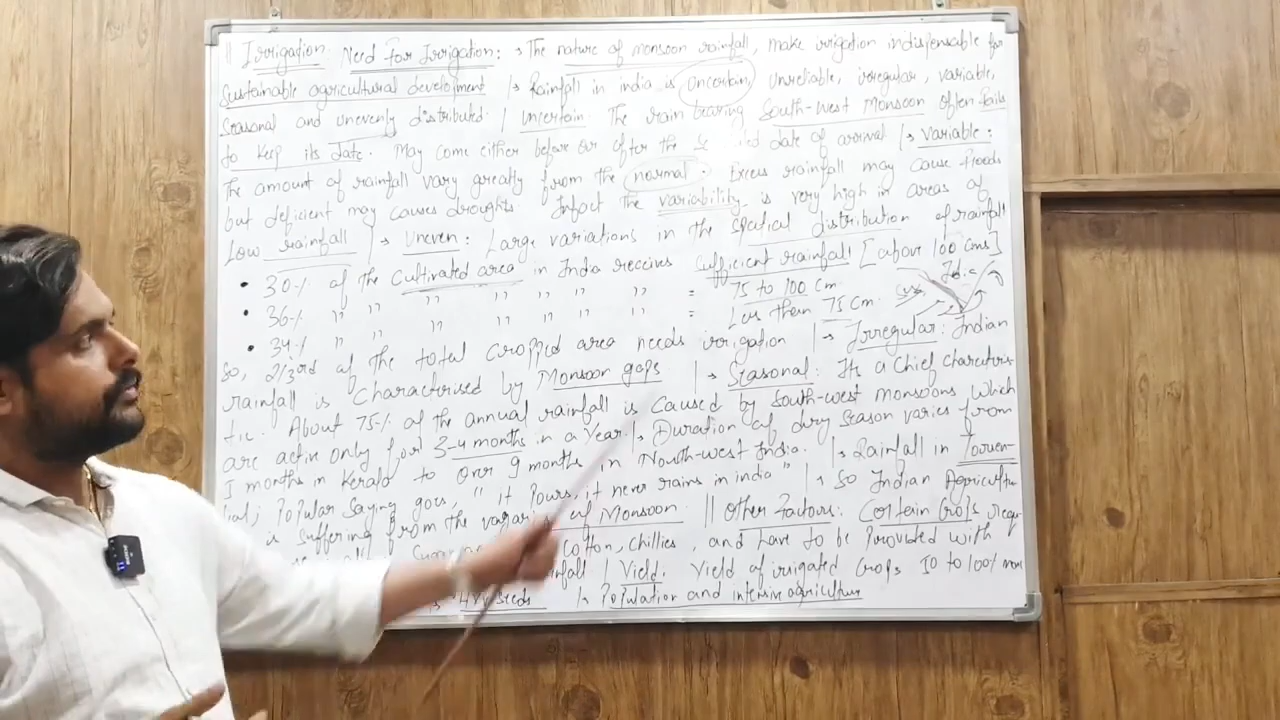 || Irrigation. Need For Irrigation: → The nature of monsoon rainfall, make irrigation indispensable for
Sustainable agricultural development | → Rainfall in india is uncertain, Unreliable, irregular, variable,
Seasonal and unevenly distributed. | Uncertain: The rain bearing South-west Monsoon often fails
to keep its date. May come either before or after the date of arrival | → Variable:
The amount of rainfall vary greatly from the normal. Excess rainfall may cause floods
but deficient may causes droughts. Infact the variability is very high in areas of
Low rainfall | → Uneven: Large variations in the spatial distribution of rainfall
• 30% of the Cultivated area in India receives Sufficient rainfall [above 100 cms]
• 36% " " " " " " " = 75 to 100 cm
• 34% " " " " " " " = Less them 75 cm.
So, 2/3rd of the total cropped area needs irrigation | → Irregular: Indian
rainfall is Characterised by Monsoon gaps. | → Seasonal: Its a Chief charecteris
tic. About 75% of the annual rainfall is caused by South-west monsoons, which
are active only for 3-4 months in a Year | → Duration of dry Season varies from
I months in Kerala to over 9 months in North-west India. | → Rainfall in Torren-
tial; Popular Saying goes, " it Pours, it never rains in india " → So Indian Agricultu
is suffering from the of Monsoon. || Other Factors: Certain Crops
Cotton, Chillies, and have to be Provided with
| Yield: Yield of irrigated Crops 50 to 100% more
Seeds | → Population and intensive agriculture